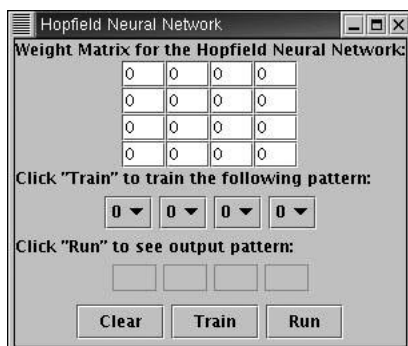 Hopfield Neural Network
Weight Matrix for the Hopfield Neural Network:
0 0 0 0
0 0 0 0
0 0 0 0
0 0 0 0
Click "Train" to train the following pattern:
0 0 0 0
Click "Run" to see output pattern:
Clear Train Run